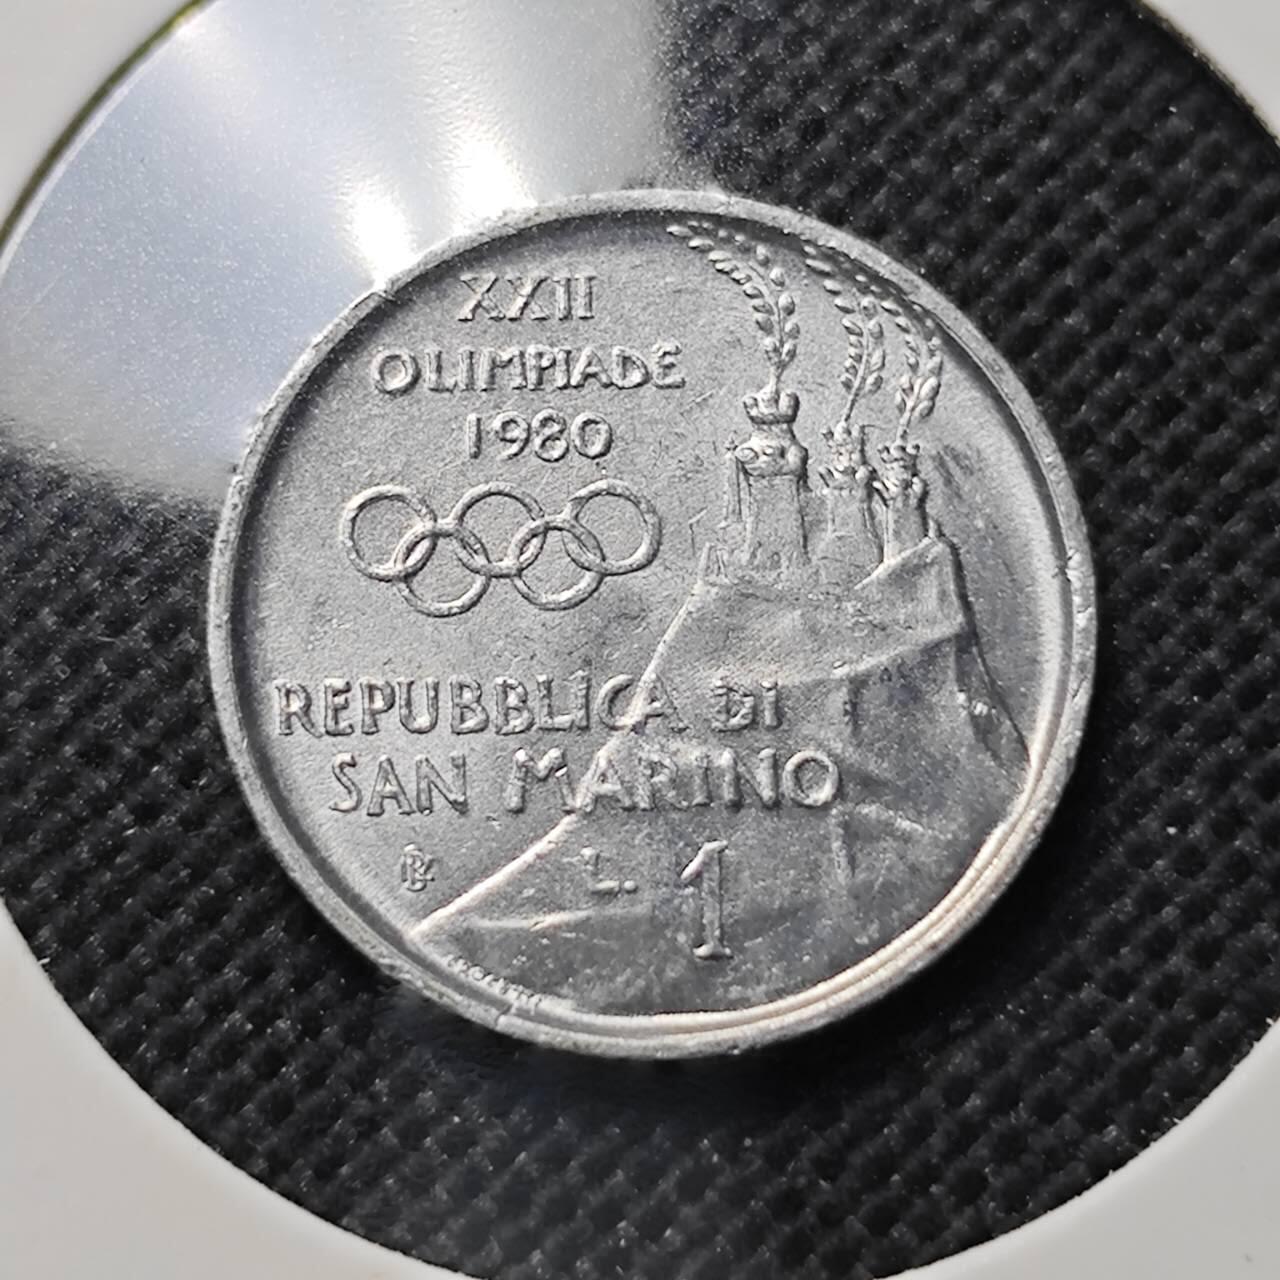 XXII
OLIMPIADE
1980
REPUBBLICA DI
SAN MARINO
R L. 1